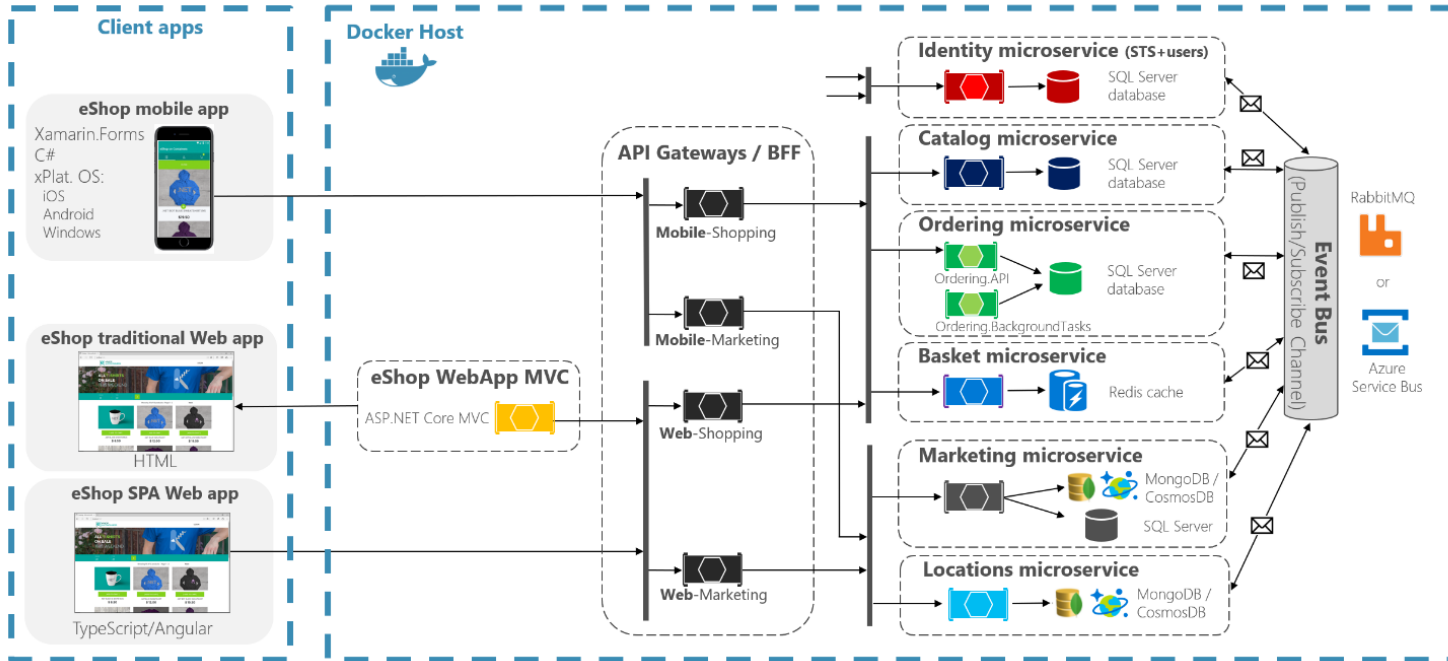 Client apps
eShop mobile app
Xamarin.Forms
C#
xPlat. OS:
iOS
Android
Windows
eShop traditional Web app
HTML
eShop SPA Web app
TypeScript/Angular
Docker Host
eShop WebApp MVC
ASP.NET Core MVC
API Gateways / BFF
Mobile-Shopping
Mobile-Marketing
Web-Shopping
Web-Marketing
Identity microservice (STS+users)
SQL Server
database
Catalog microservice
SQL Server
database
Ordering microservice
Ordering.API
SQL Server
database
Ordering.BackgroundTasks
Basket microservice
Redis cache
Marketing microservice
MongoDB /
CosmosDB
SQL Server
Locations microservice
MongoDB /
CosmosDB
Event Bus
(Publish/Subscribe Channel)
RabbitMQ
or
Azure
Service Bus